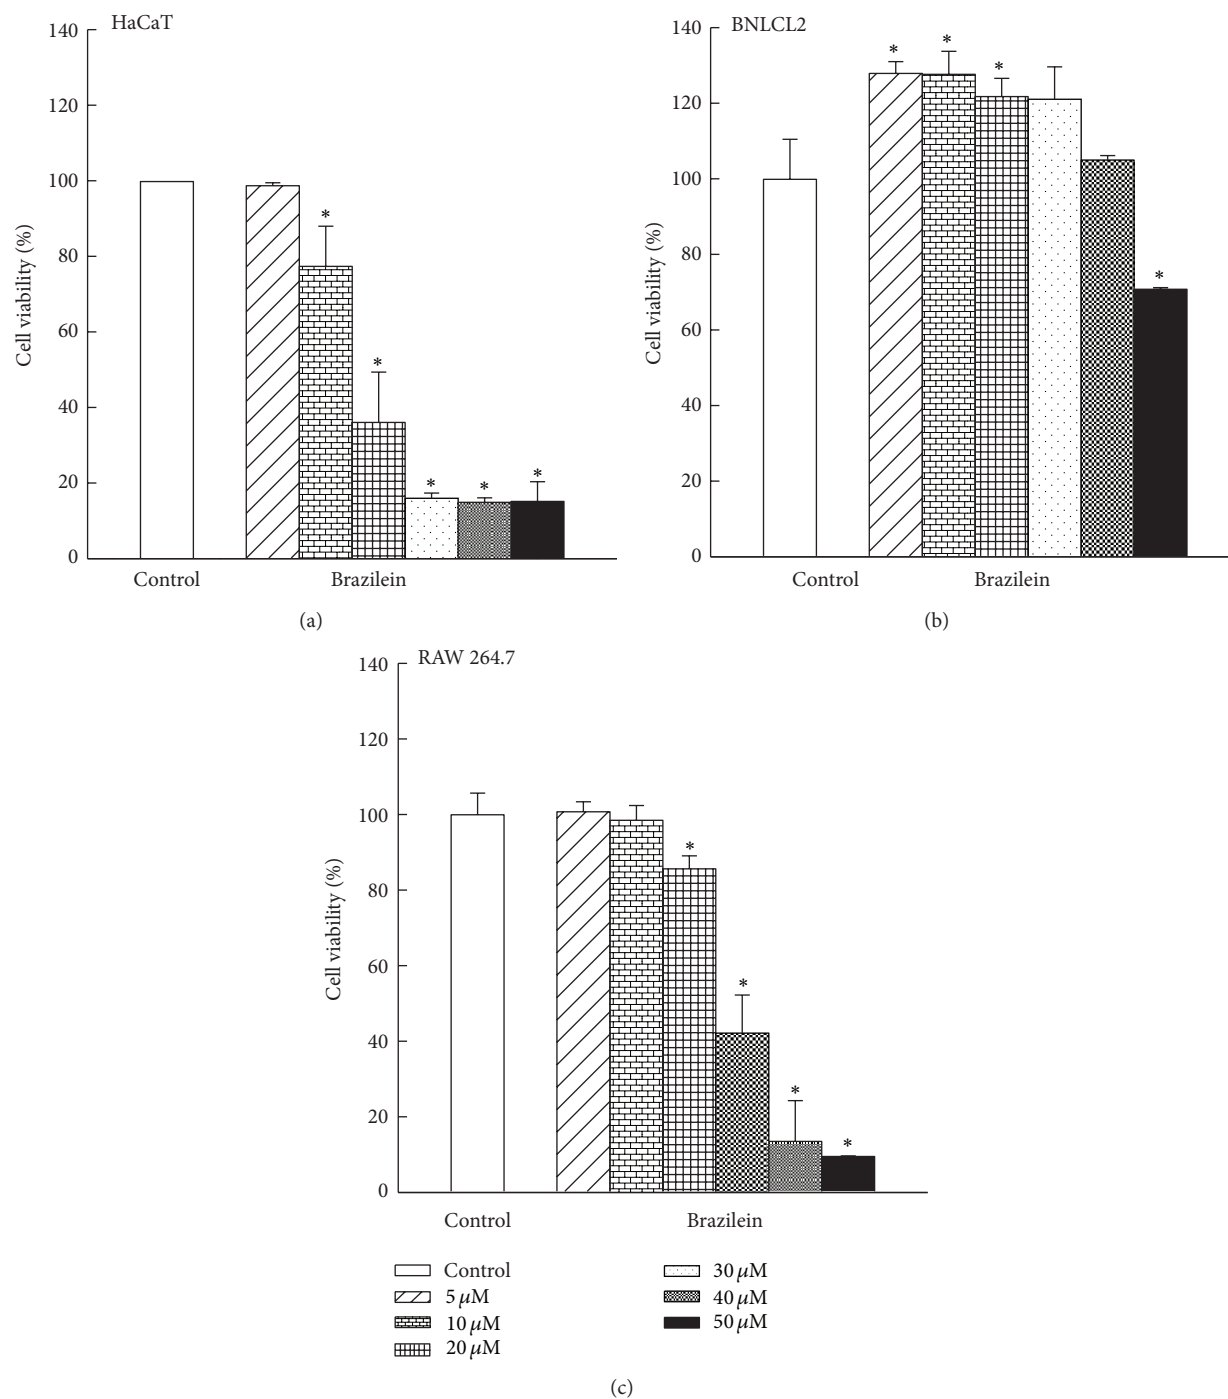 HaCaT
140
120
100
80
60
40
20
0
Cell viability (%)
*
*
*
*
*
Control
Brazilein
(a)
BNLCL2
140
120
100
80
60
40
20
0
Cell viability (%)
*
*
*
*
Control
Brazilein
(b)
RAW 264.7
140
120
100
80
60
40
20
0
Cell viability (%)
*
*
*
*
Control
Brazilein
Control
5 μM
10 μM
20 μM
30 μM
40 μM
50 μM
(c)